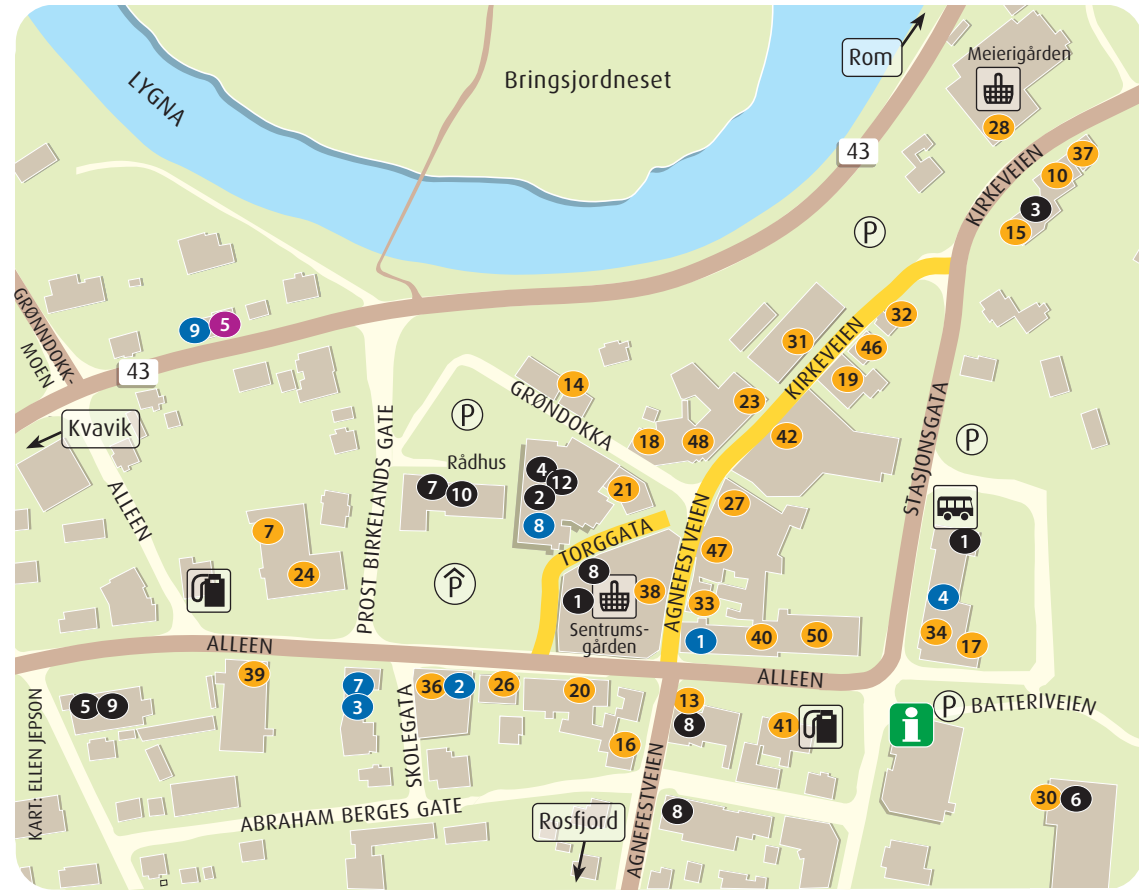 Rom
Meierigården
28
LYGNA
Bringsjordneset
43
KIRKEVEIEN
37
10
3
15
P
GRØNNDOKK-
MOEN
9
5
43
Kvavik
32
31
KIRKEVEIEN
46
19
14
GRØNDOKKA
23
P
18
48
42
P
STASJONSGATA
ALLEEN
PROST BIRKELANDS GATE
Rådhus
7
10
4
12
2
8
21
27
7
24
TORGGATA
AGNEFESTVEIEN
47
1
P
8
1
38
33
4
Sentrums-
gården
1
40
50
34
17
ALLEEN
ALLEEN
39
7
3
SKOLEGATA
36
2
26
20
13
8
41
i
P
BATTERIVEIEN
5
9
16
KART: ELLEN JEPSON
ABRAHAM BERGES GATE
Rosfjord
AGNEFESTVEIEN
8
30
6